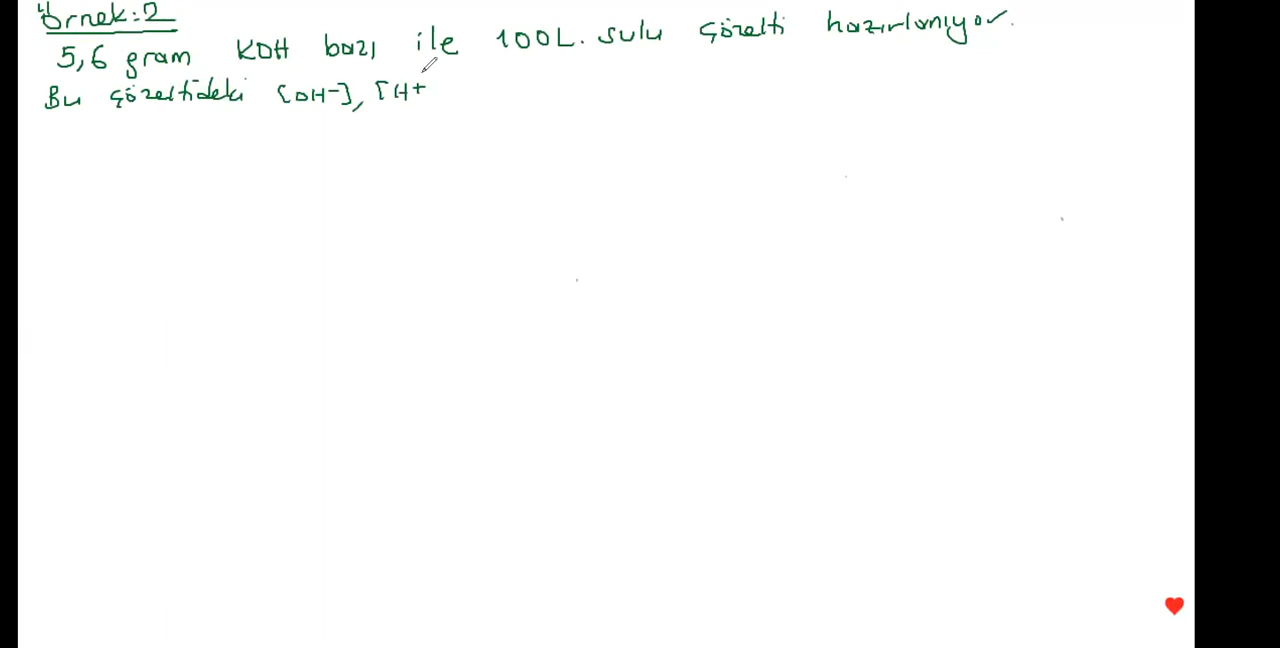 Örnek:2
5,6 gram KOH bazı ile 100L. sulu çözelti hazırlanıyor.
Bu çözeltideki [OH-], [H+